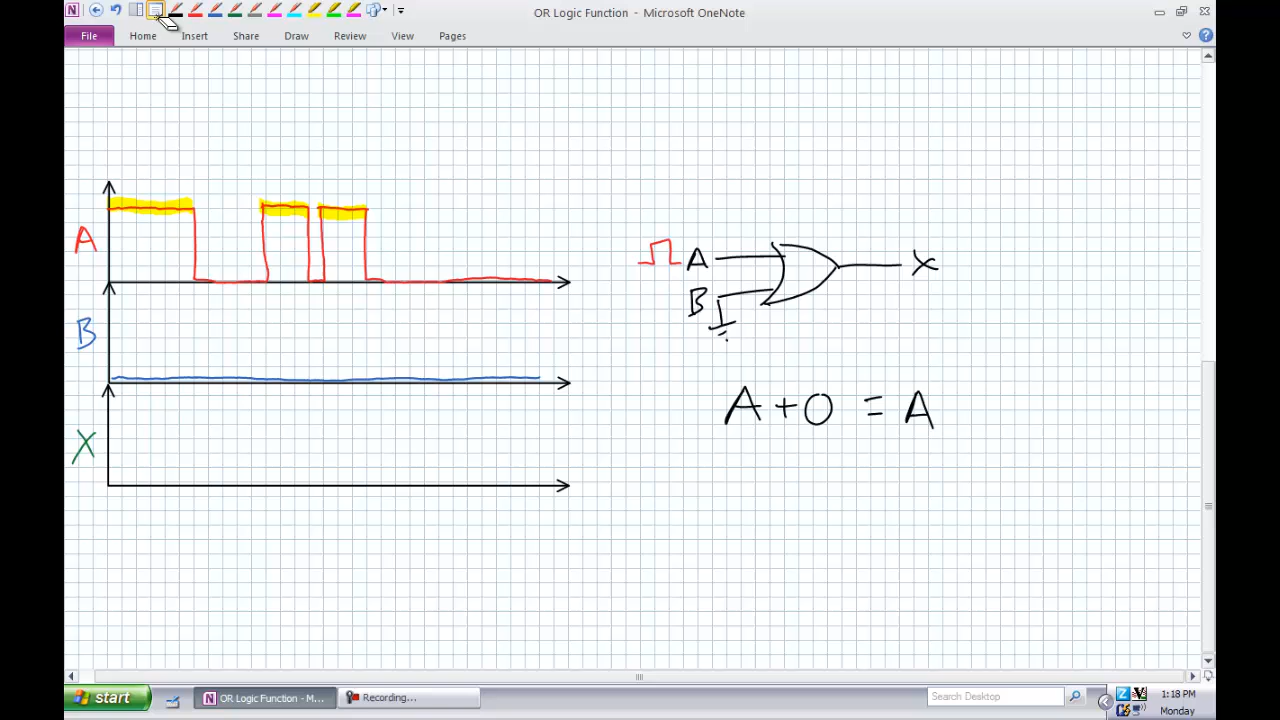 OR Logic Function - Microsoft OneNote
File Home Insert Draw Share Review View Pages
A
B
X
A
B
X
A + 0 = A
start
OR Logic Function - M...
Recording...
Search Desktop
1:18 PM
Monday